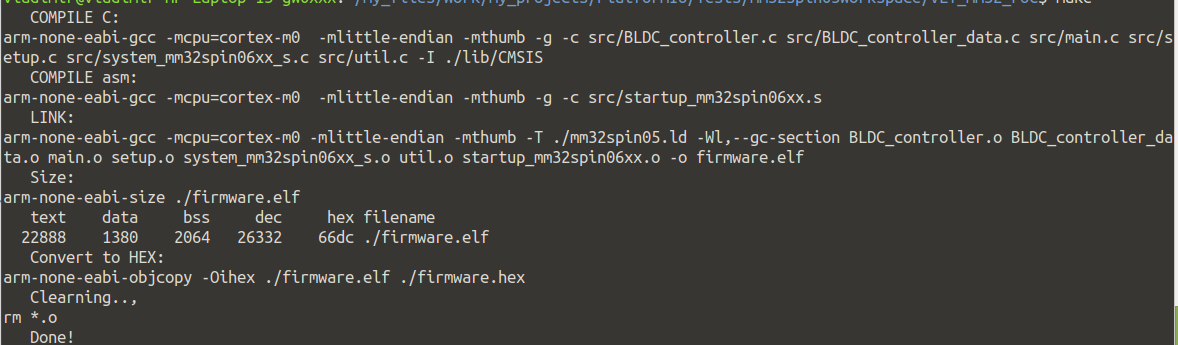 COMPILE C:
arm-none-eabi-gcc -mcpu=cortex-m0  -mlittle-endian -mthumb -g -c src/BLDC_controller.c src/BLDC_controller_data.c src/main.c src/s
etup.c src/system_mm32spin06xx_s.c src/util.c -I ./lib/CMSIS
COMPILE asm:
arm-none-eabi-gcc -mcpu=cortex-m0  -mlittle-endian -mthumb -g -c src/startup_mm32spin06xx.s
LINK:
arm-none-eabi-gcc -mcpu=cortex-m0 -mlittle-endian -mthumb -T ./mm32spin05.ld -Wl,--gc-section BLDC_controller.o BLDC_controller_da
ta.o main.o setup.o system_mm32spin06xx_s.o util.o startup_mm32spin06xx.o -o firmware.elf
Size:
arm-none-eabi-size ./firmware.elf
text    data     bss     dec     hex filename
22888    1380    2064   26332    66dc ./firmware.elf
Convert to HEX:
arm-none-eabi-objcopy -Oihex ./firmware.elf ./firmware.hex
Clearning..,
rm *.o
Done!